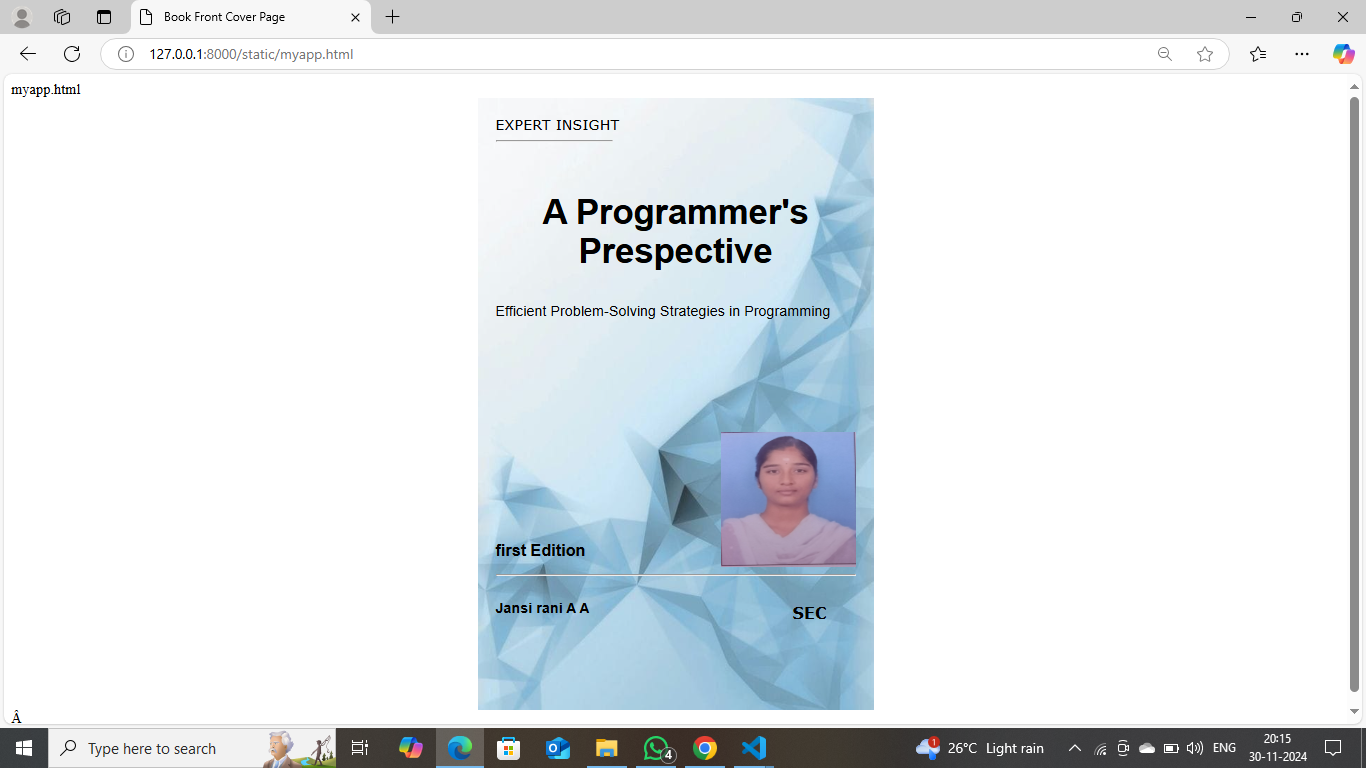 Book Front Cover Page
127.0.0.1:8000/static/myapp.html
myapp.html
EXPERT INSIGHT
A Programmer's
Prespective
Efficient Problem-Solving Strategies in Programming
first Edition
Jansi rani A A
SEC
Â
Type here to search
4
1
26°C Light rain
ENG
20:15
30-11-2024